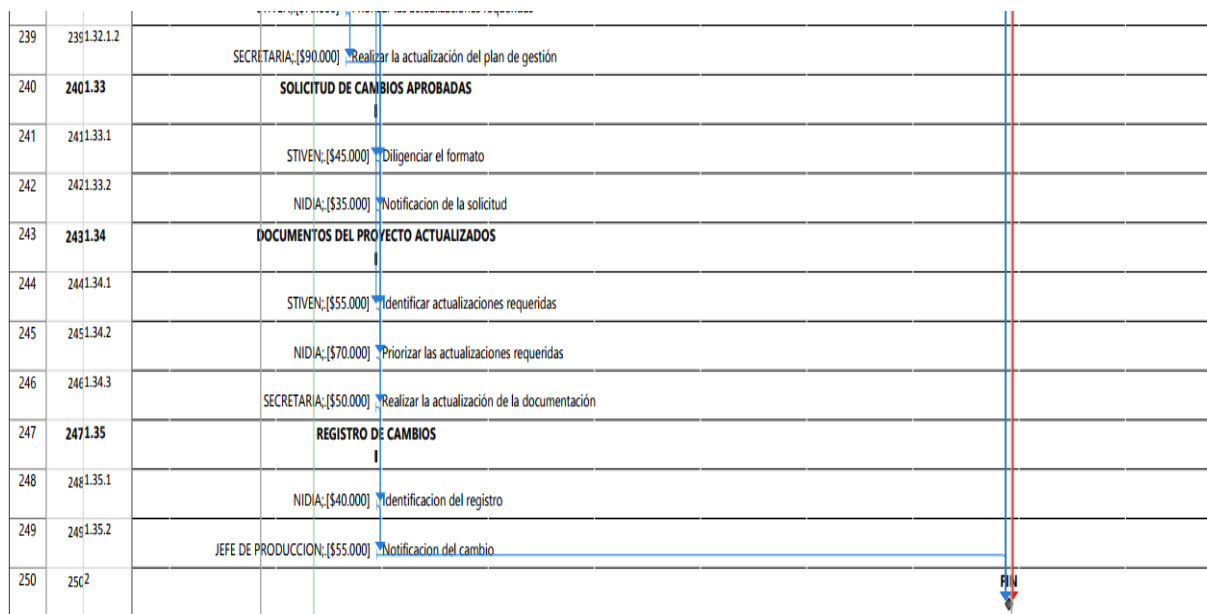 239 239 1.32.1.2
SECRETARIA;.[$90.000] Realizar la actualización del plan de gestión
240 240 1.33
SOLICITUD DE CAMBIOS APROBADAS
241 241 1.33.1
STIVEN;.[$45.000] Diligenciar el formato
242 242 1.33.2
NIDIA;.[$35.000] Notificacion de la solicitud
243 243 1.34
DOCUMENTOS DEL PROYECTO ACTUALIZADOS
244 244 1.34.1
STIVEN;.[$55.000] Identificar actualizaciones requeridas
245 245 1.34.2
NIDIA;.[$70.000] Priorizar las actualizaciones requeridas
246 246 1.34.3
SECRETARIA;.[$50.000] Realizar la actualización de la documentación
247 247 1.35
REGISTRO DE CAMBIOS
248 248 1.35.1
NIDIA;.[$40.000] Identificacion del registro
249 249 1.35.2
JEFE DE PRODUCCION;.[$55.000] Notificacion del cambio
250 250 2
FIN